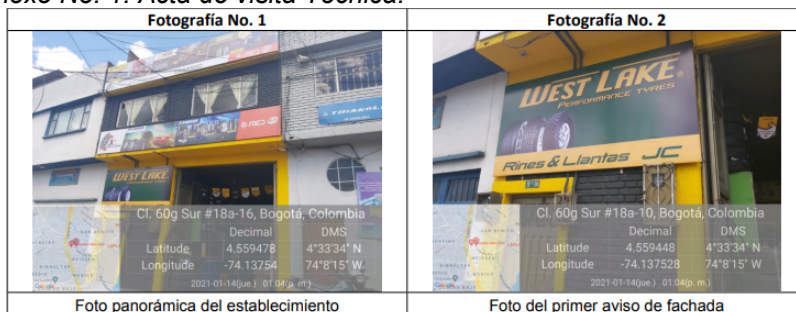 Anexo No. 1. Acta de visita Técnica.
Fotografía No. 1
Fotografía No. 2
WEST LAKE
TRIANGLE
WEST LAKE
PERFORMANCE TYRES
Rines & Llantas JC
Cl. 60g Sur #18a-16, Bogotá, Colombia
Decimal DMS
Latitude 4.559478 4°33'34" N
Longitude -74.13754 74°8'15" W
2021-01-14(jue.) 01:04(p. m.)
Google
Cl. 60g Sur #18a-10, Bogotá, Colombia
Decimal DMS
Latitude 4.559448 4°33'34" N
Longitude -74.137528 74°8'15" W
2021-01-14(jue.) 01:04(p. m.)
Google
Foto panorámica del establecimiento
Foto del primer aviso de fachada